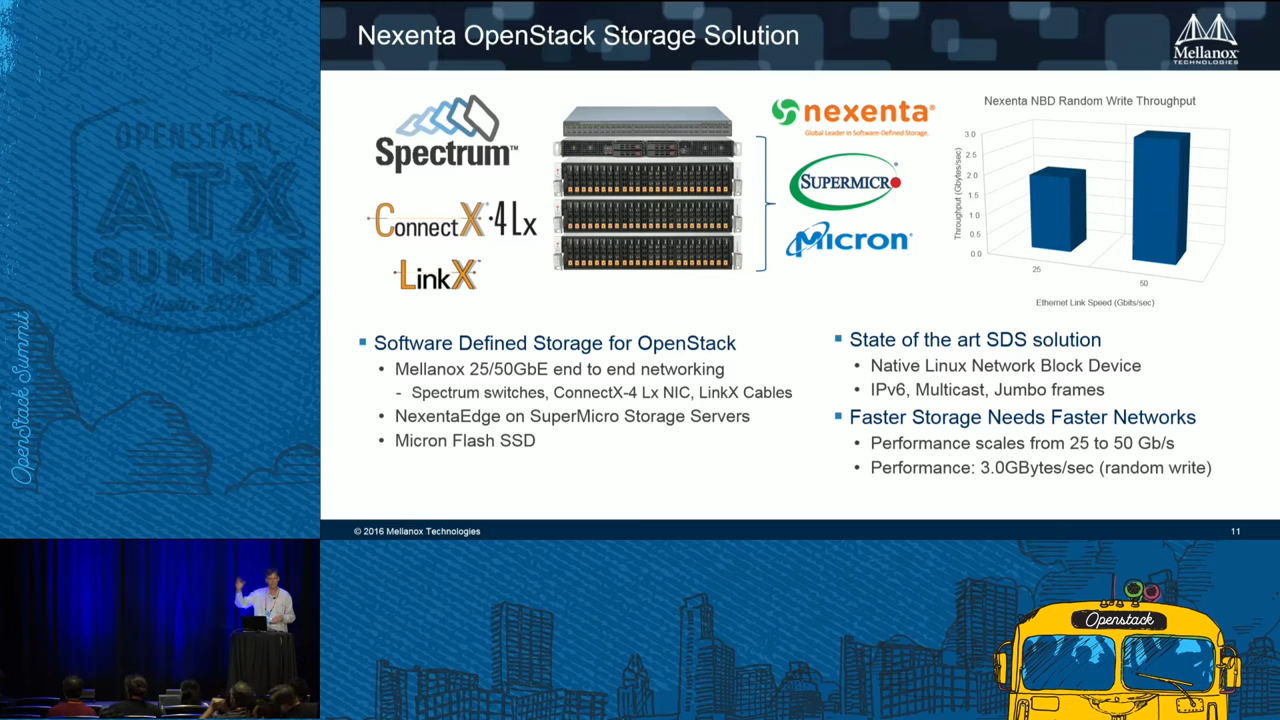 Nexenta OpenStack Storage Solution
Mellanox
TECHNOLOGIES
Spectrum™
ConnectX®·4 Lx
LinkX™
nexenta®
Global Leader in Software-Defined Storage.
SUPERMICRO®
Micron®
Nexenta NBD Random Write Throughput
Throughput (Gbytes/sec)
3.0
2.5
2.0
1.5
1.0
0.5
0.0
25
50
Ethernet Link Speed (Gbits/sec)
▪ Software Defined Storage for OpenStack
• Mellanox 25/50GbE end to end networking
- Spectrum switches, ConnectX-4 Lx NIC, LinkX Cables
• NexentaEdge on SuperMicro Storage Servers
• Micron Flash SSD
▪ State of the art SDS solution
• Native Linux Network Block Device
• IPv6, Multicast, Jumbo frames
▪ Faster Storage Needs Faster Networks
• Performance scales from 25 to 50 Gb/s
• Performance: 3.0GBytes/sec (random write)
© 2016 Mellanox Technologies
11
OPENSTACK
ATX
SUMMIT
OpenStack Summit
Openstack